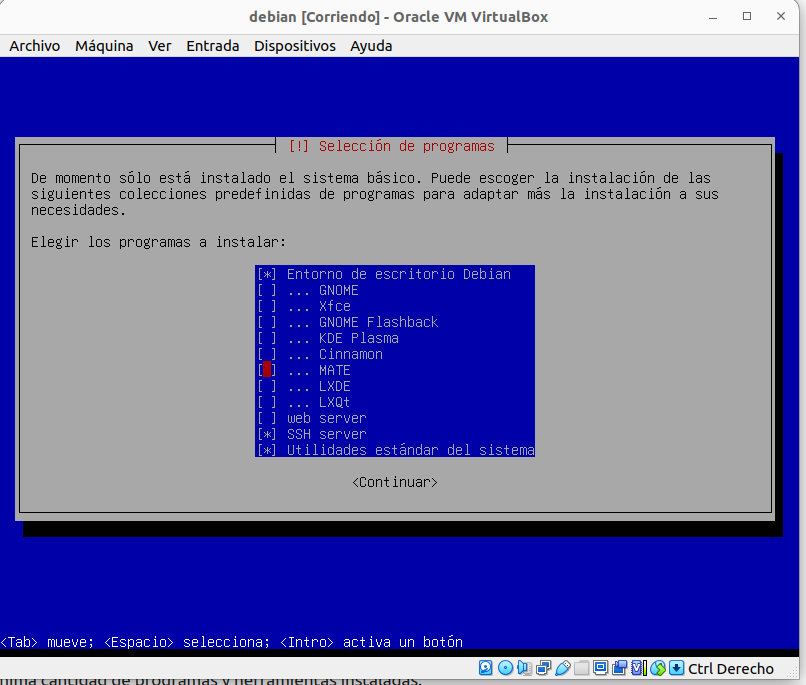 debian [Corriendo] - Oracle VM VirtualBox
Archivo Máquina Ver Entrada Dispositivos Ayuda
[!] Selección de programas
De momento sólo está instalado el sistema básico. Puede escoger la instalación de las
siguientes colecciones predefinidas de programas para adaptar más la instalación a sus
necesidades.
Elegir los programas a instalar:
[*] Entorno de escritorio Debian
[ ] ... GNOME
[ ] ... Xfce
[ ] ... GNOME Flashback
[ ] ... KDE Plasma
[ ] ... Cinnamon
[ ] ... MATE
[ ] ... LXDE
[ ] ... LXQt
[ ] web server
[*] SSH server
[*] Utilidades estándar del sistema
<Continuar>
<Tab> mueve; <Espacio> selecciona; <Intro> activa un botón
Ctrl Derecho
cantidad de programas y herramientas instaladas.